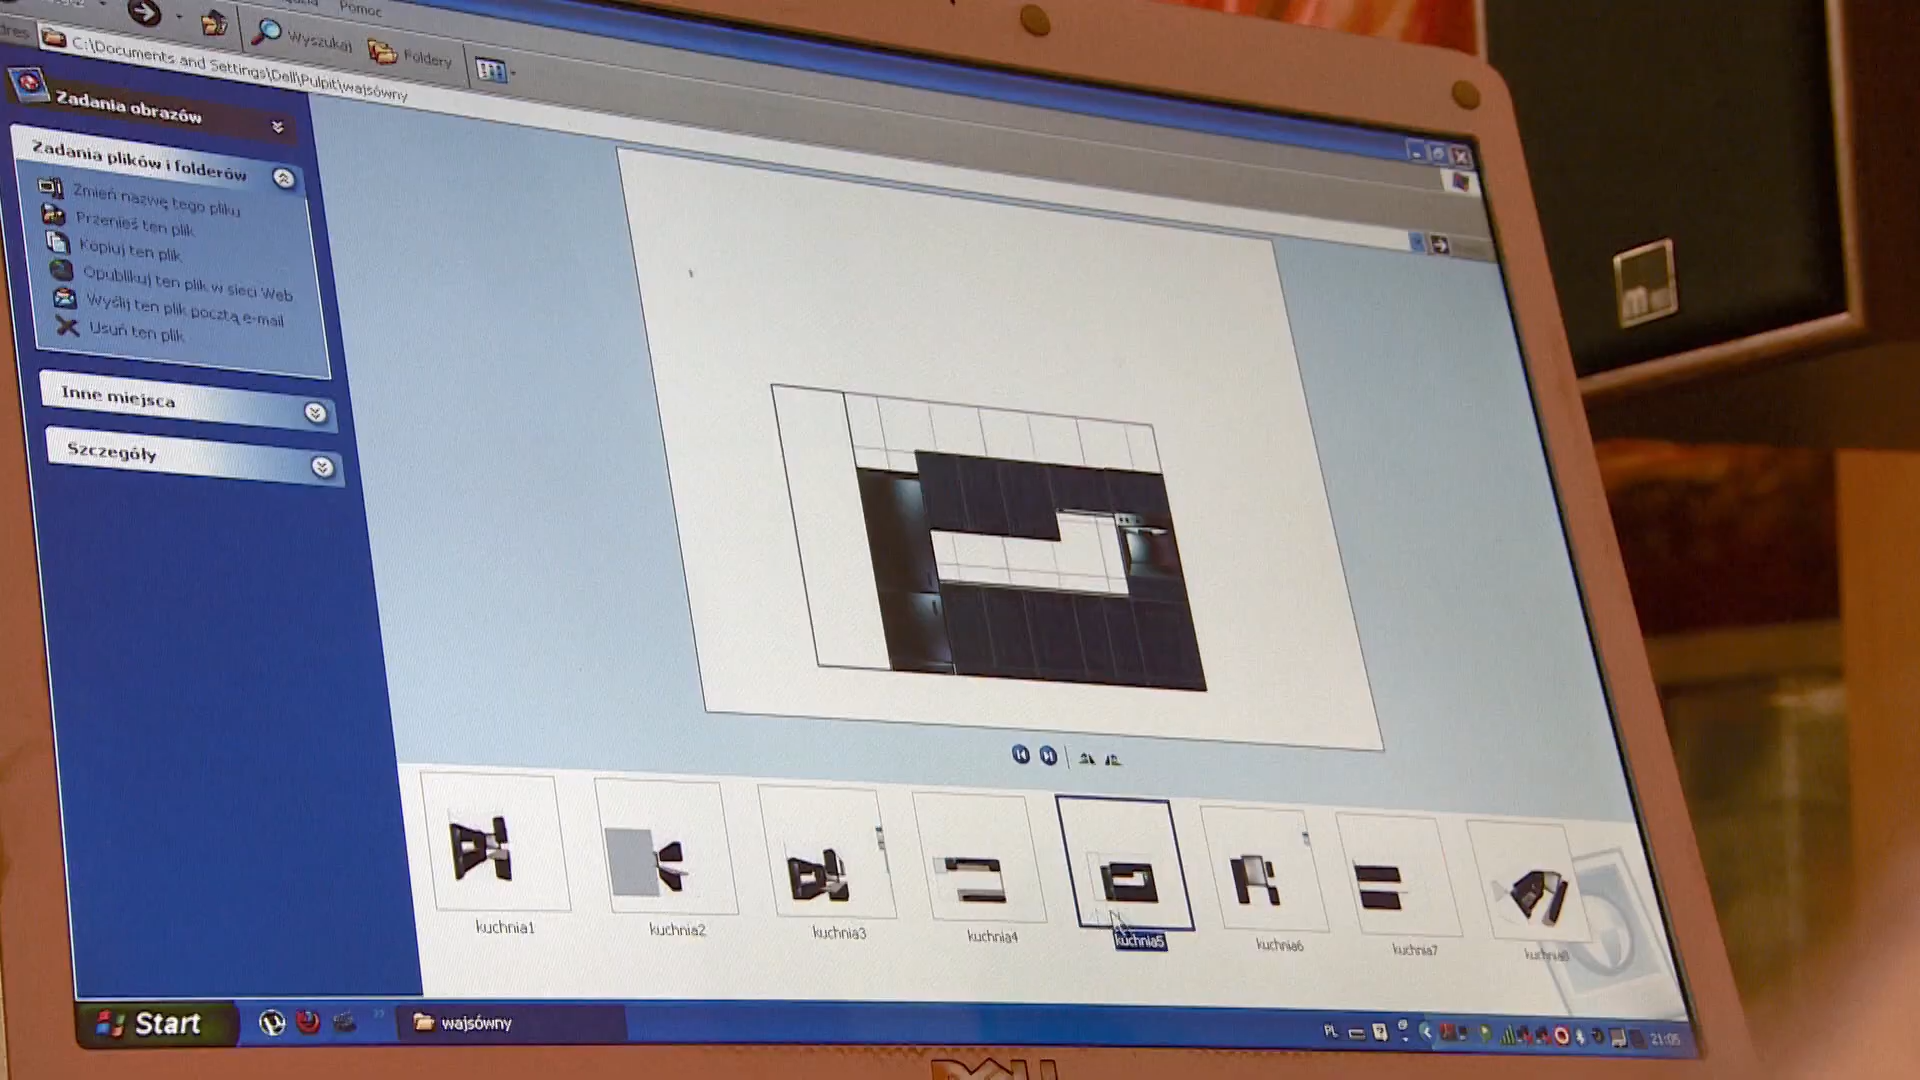 Pomoc
Wyszukaj
Foldery
C:\Documents and Settings\Dell\Pulpit\wajsówny
Zadania obrazów
Zadania plików i folderów
Zmień nazwę tego pliku
Przenieś ten plik
Kopiuj ten plik
Opublikuj ten plik w sieci Web
Wyślij ten plik pocztą e-mail
Usuń ten plik
Inne miejsca
Szczegóły
kuchnia1
kuchnia2
kuchnia3
kuchnia4
kuchnia5
kuchnia6
kuchnia7
kuchnia8
Start
wajsówny
PL
21:05
DELL